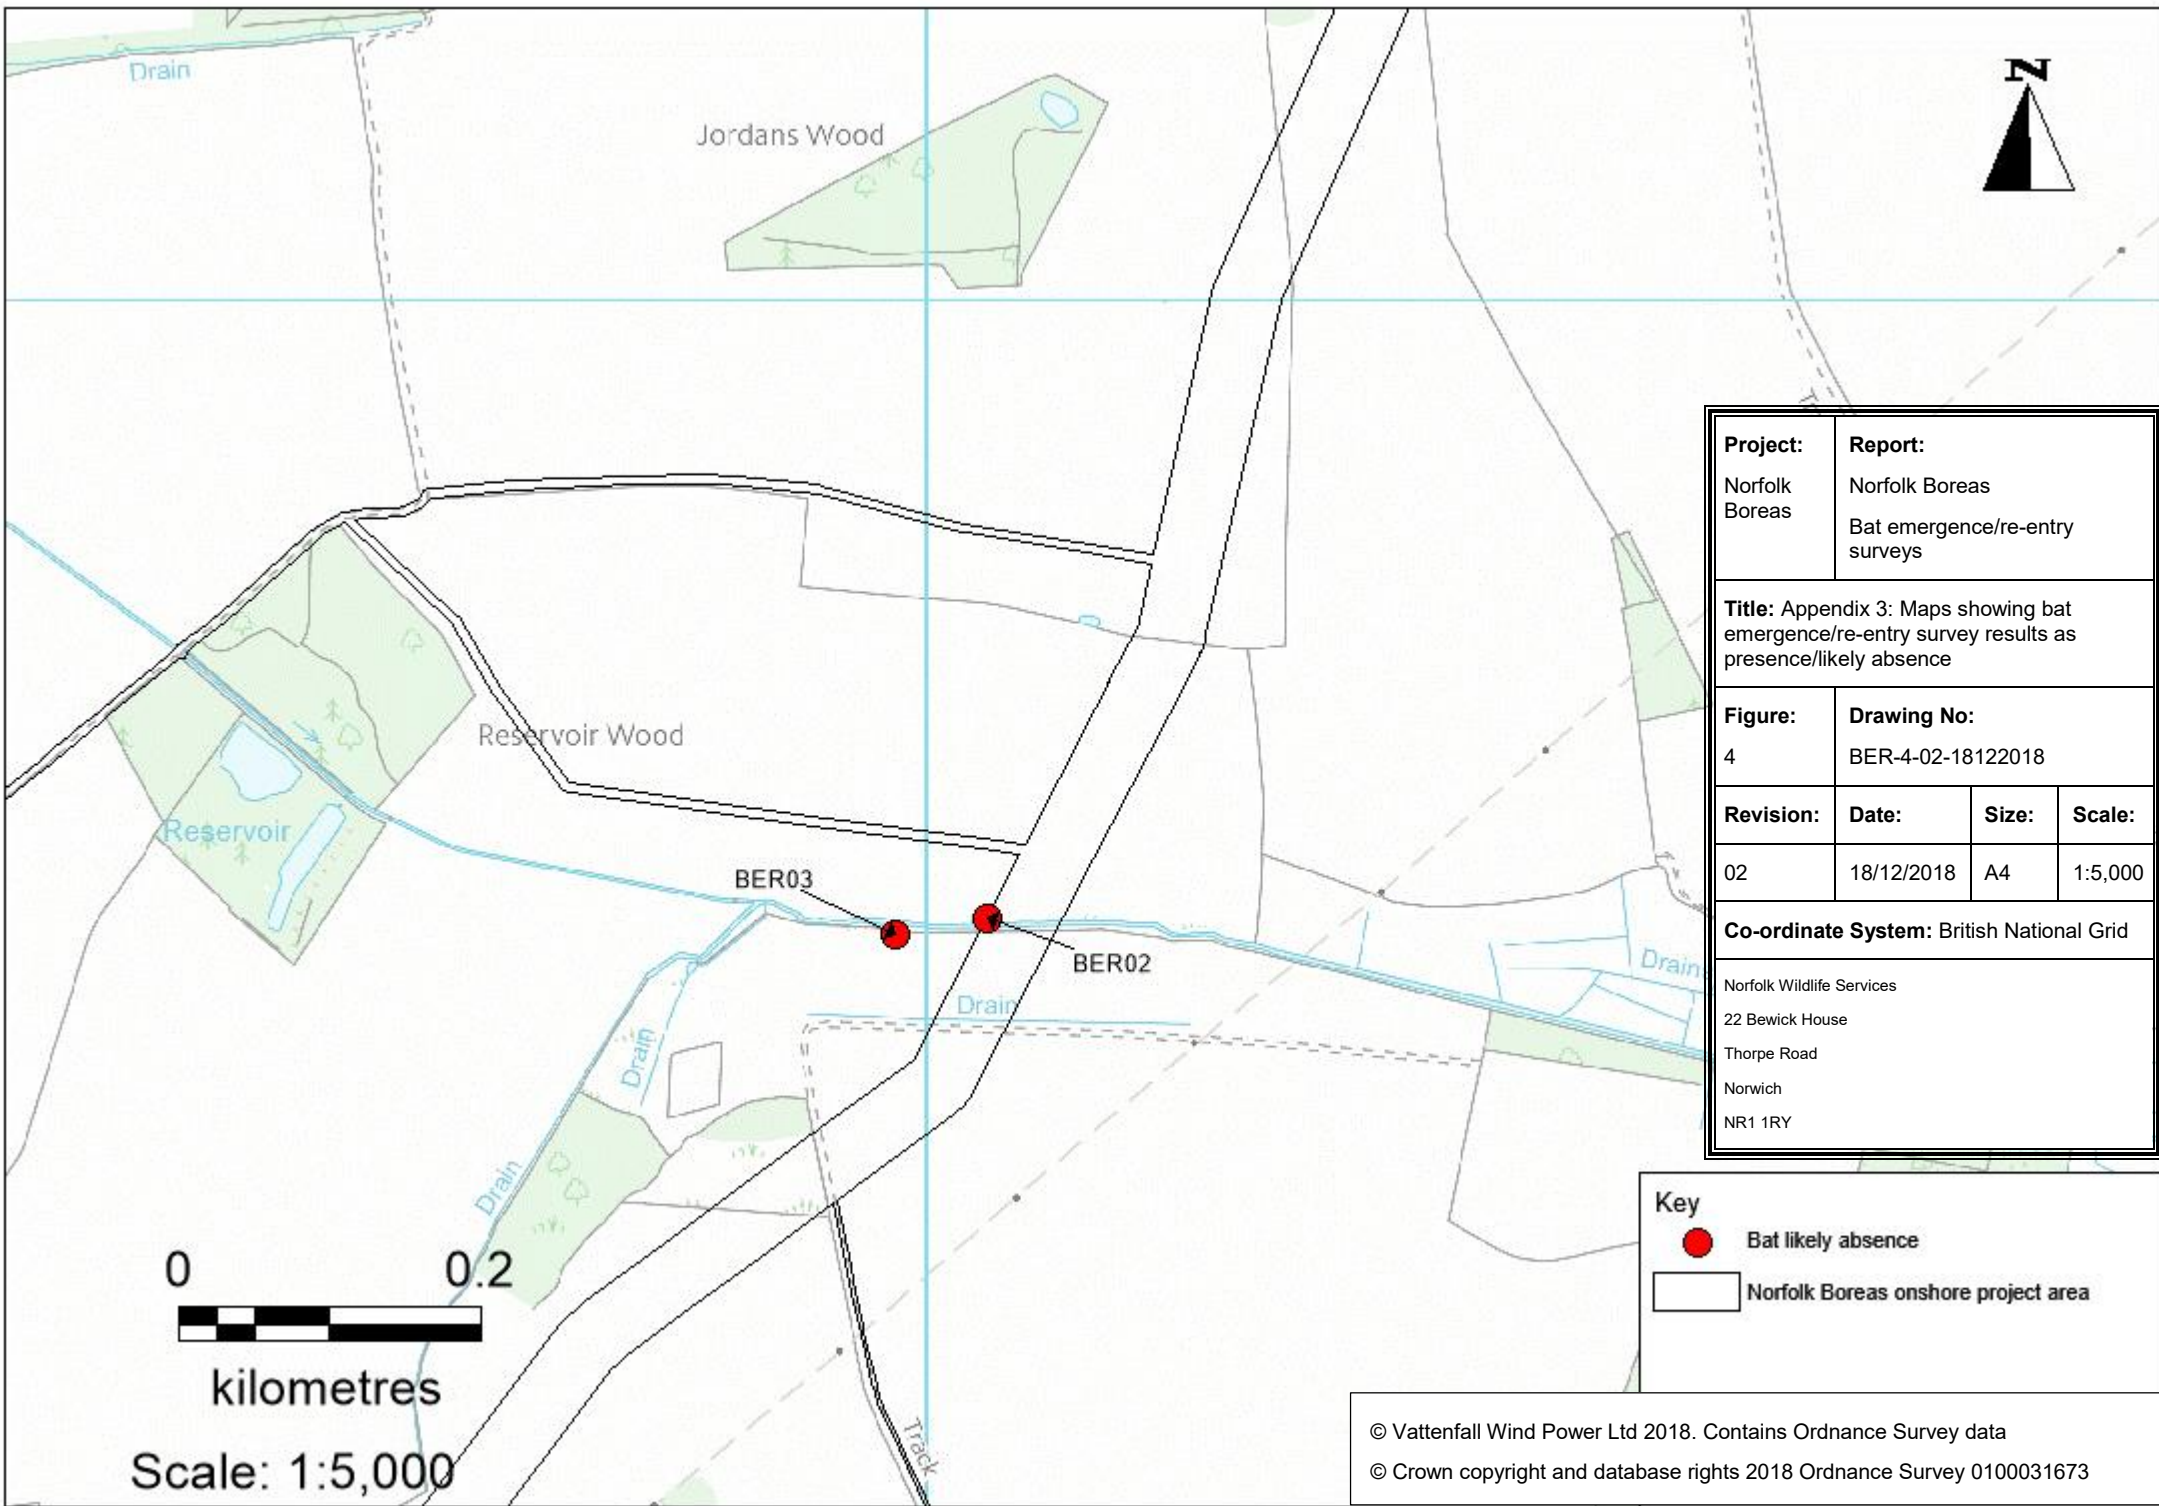 Drain
Jordans Wood
N
Reservoir Wood
Reservoir
BER03
BER02
Drain
Drain
Drain
Drain
Track
0 0.2
kilometres
Scale: 1:5,000
Project:
Norfolk
Boreas
Report:
Norfolk Boreas
Bat emergence/re-entry
surveys
Title: Appendix 3: Maps showing bat
emergence/re-entry survey results as
presence/likely absence
Figure:
4
Drawing No:
BER-4-02-18122018
Revision: Date: Size: Scale:
02 18/12/2018 A4 1:5,000
Co-ordinate System: British National Grid
Norfolk Wildlife Services
22 Bewick House
Thorpe Road
Norwich
NR1 1RY
Key
Bat likely absence
Norfolk Boreas onshore project area
© Vattenfall Wind Power Ltd 2018. Contains Ordnance Survey data
© Crown copyright and database rights 2018 Ordnance Survey 0100031673